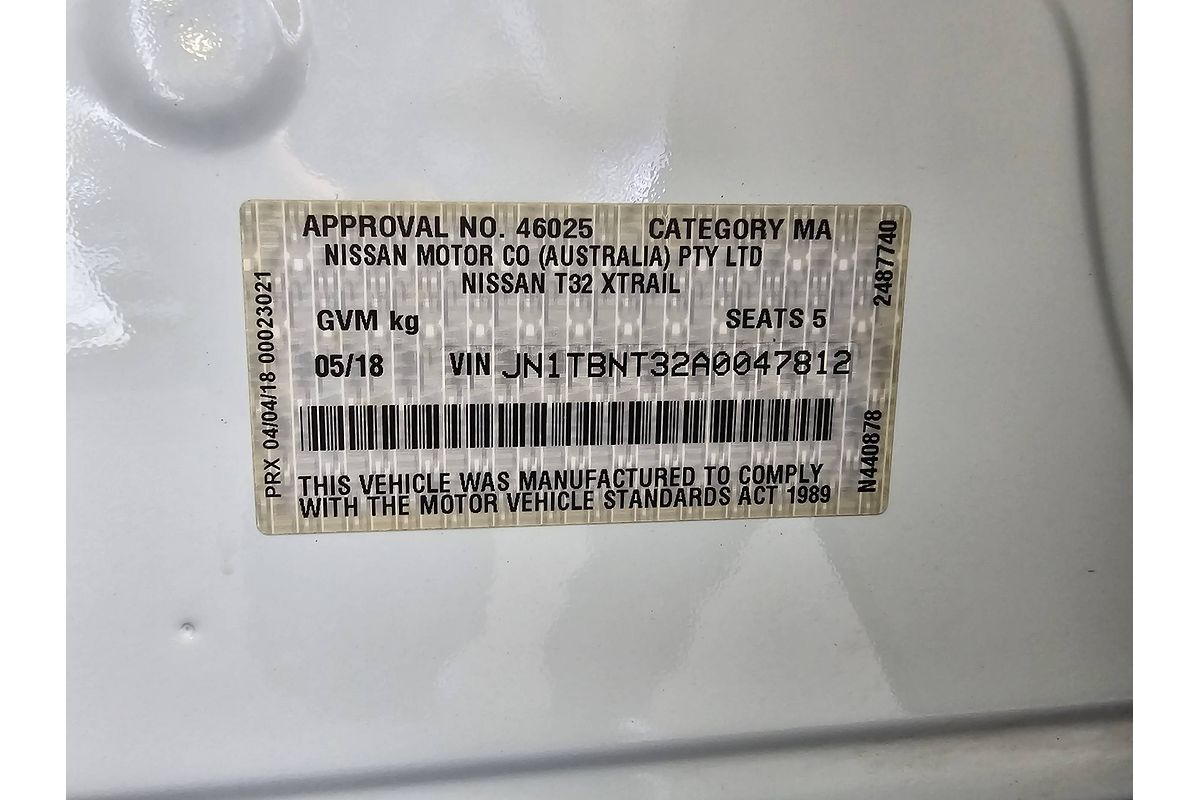 APPROVAL NO. 46025 CATEGORY MA
NISSAN MOTOR CO (AUSTRALIA) PTY LTD
NISSAN T32 XTRAIL
GVM kg SEATS 5
05/18 VIN JN1TBNT32A0047812
THIS VEHICLE WAS MANUFACTURED TO COMPLY
WITH THE MOTOR VEHICLE STANDARDS ACT 1989
PRX 04/04/18 00023021
2487740
N440878